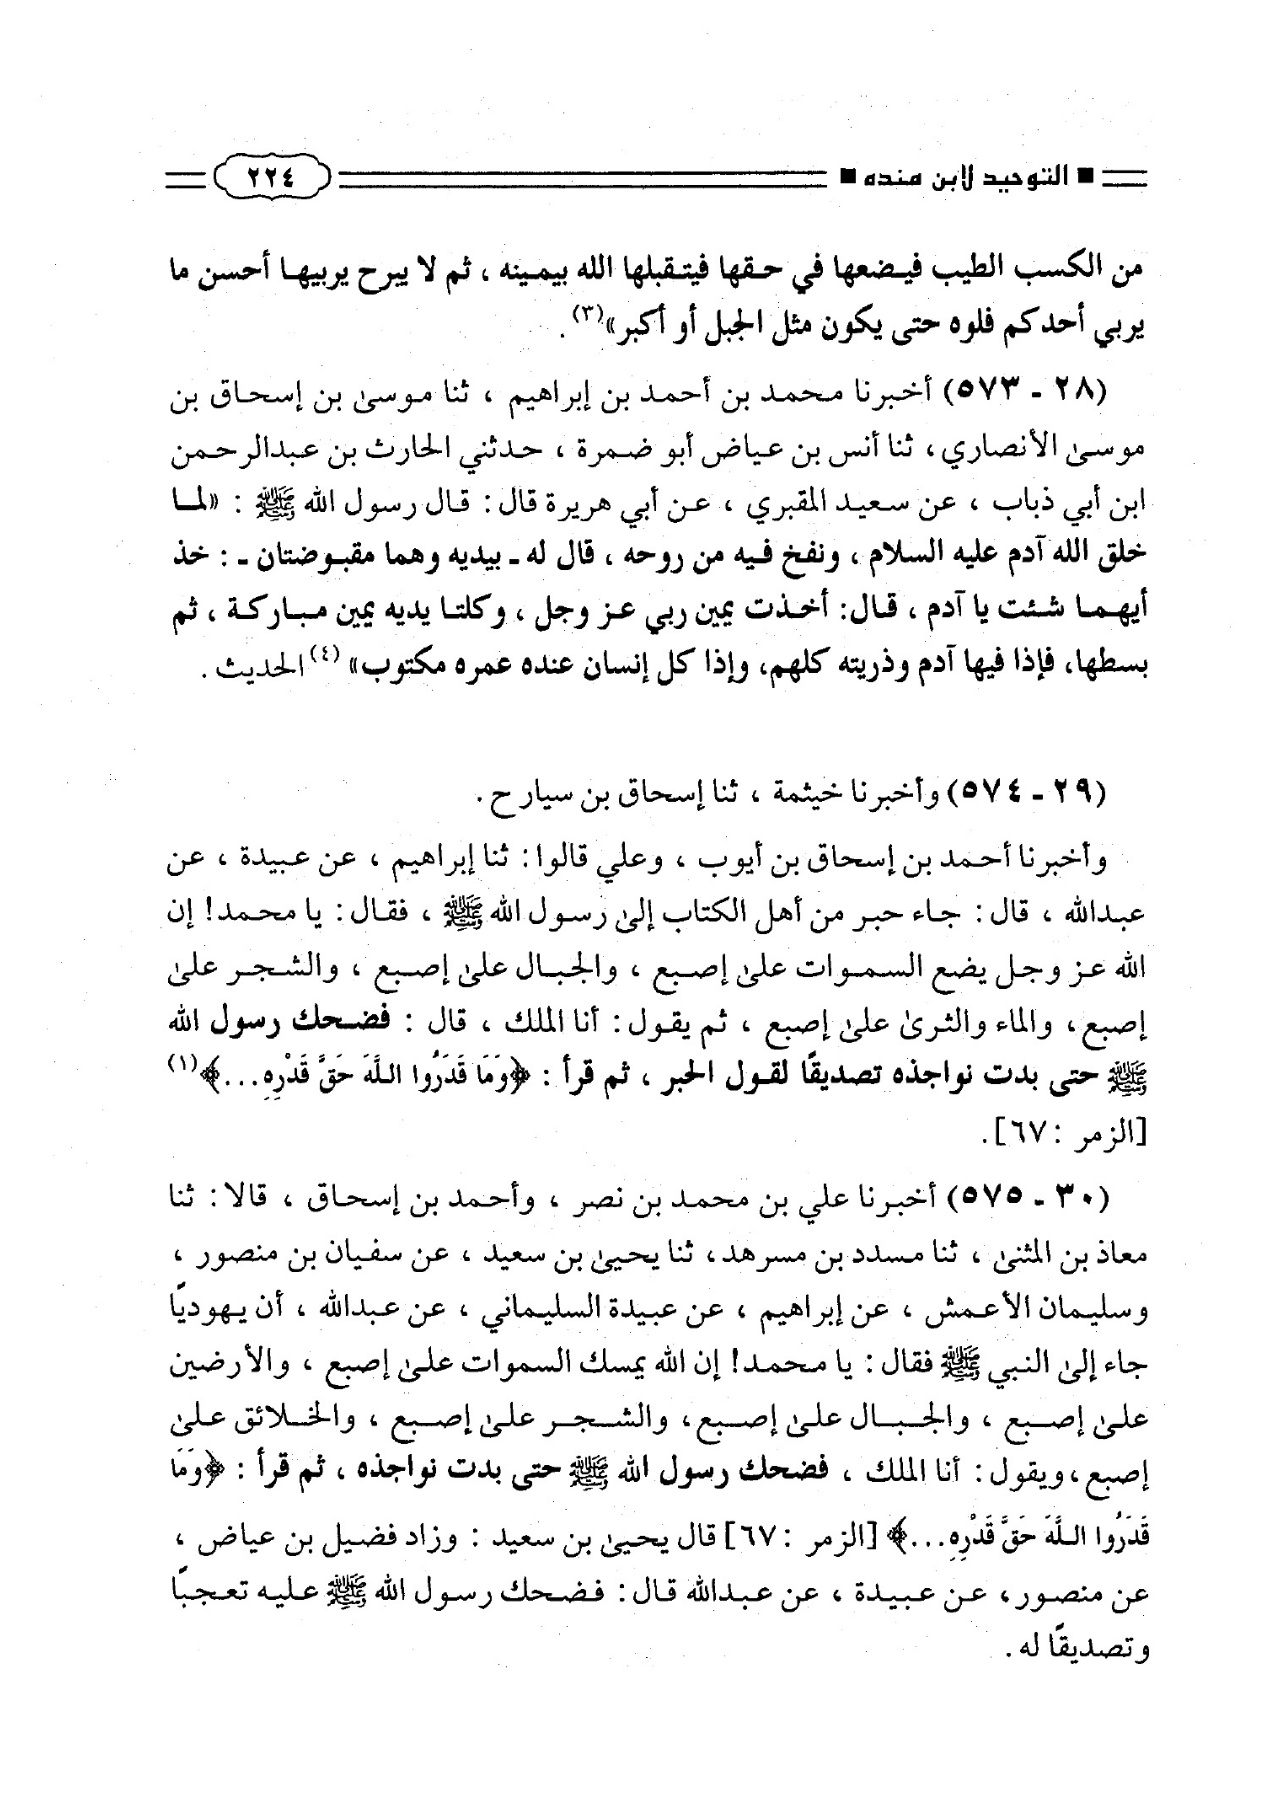 ■ التوحيد لابن منده ■ ٢٢٤
من الكسب الطيب فيضعها في حقها فيتقبلها الله بيمينه ، ثم لا يبرح يربيها أحسن ما
يربي أحدكم فلوه حتى يكون مثل الجبل أو أكبر»(٣).
(٢٨ - ٥٧٣) أخبرنا محمد بن أحمد بن إبراهيم ، ثنا موسىٰ بن إسحاق بن
موسىٰ الأنصاري، ثنا أنس بن عياض أبو ضمرة ، حدثني الحارث بن عبدالرحمن
ابن أبي ذباب ، عن سعيد المقبري ، عن أبي هريرة قال: قال رسول الله ﷺ : «لما
خلق الله آدم عليه السلام ، ونفخ فيه من روحه ، قال له ـ بيديه وهما مقبوضتان ـ : خذ
أيهما شئت يا آدم ، قال: أخذت يمين ربي عز وجل ، وكلتا يديه يمين مباركة ، ثم
بسطها، فإذا فيها آدم وذريته كلهم، وإذا كل إنسان عنده عمره مكتوب» (٤) الحديث .
(٢٩ - ٥٧٤) وأخبرنا خيثمة ، ثنا إسحاق بن سيار ح.
وأخبرنا أحمد بن إسحاق بن أيوب ، وعلي قالوا: ثنا إبراهيم ، عن عبيدة ، عن
عبدالله ، قال: جاء حبر من أهل الكتاب إلىٰ رسول الله ﷺ ، فقال: يا محمد! إن
الله عز وجل يضع السموات علىٰ إصبع ، والجبال علىٰ إصبع ، والشجر علىٰ
إصبع، والماء والثرىٰ علىٰ إصبع ، ثم يقول: أنا الملك ، قال : فضحك رسول الله
ﷺ حتى بدت نواجذه تصديقًا لقول الحبر ، ثم قرأ : ﴿وَمَا قَدَرُوا اللَّهَ حَقَّ قَدْرِهِ...﴾(١)
[الزمر :٦٧].
(٣٠ - ٥٧٥) أخبرنا علي بن محمد بن نصر ، وأحمد بن إسحاق ، قالا: ثنا
معاذ بن المثنىٰ ، ثنا مسدد بن مسرهد، ثنا يحيىٰ بن سعيد ، عن سفيان بن منصور ،
وسليمان الأعمش ، عن إبراهيم ، عن عبيدة السليماني ، عن عبدالله ، أن يهوديًا
جاء إلىٰ النبي ﷺ فقال: يا محمد! إن الله يمسك السموات علىٰ إصبع ، والأرضين
علىٰ إصبع ، والجبال علىٰ إصبع، والشجر علىٰ إصبع ، والخلائق علىٰ
إصبع، ويقول: أنا الملك ، فضحك رسول الله ﷺ حتى بدت نواجذه ، ثم قرأ : ﴿وَمَا
قَدَرُوا اللَّهَ حَقَّ قَدْرِهِ...﴾ [الزمر :٦٧] قال يحيىٰ بن سعيد : وزاد فضيل بن عياض ،
عن منصور، عن عبيدة ، عن عبدالله قال: فضحك رسول الله ﷺ عليه تعجبًا
وتصديقًا له .